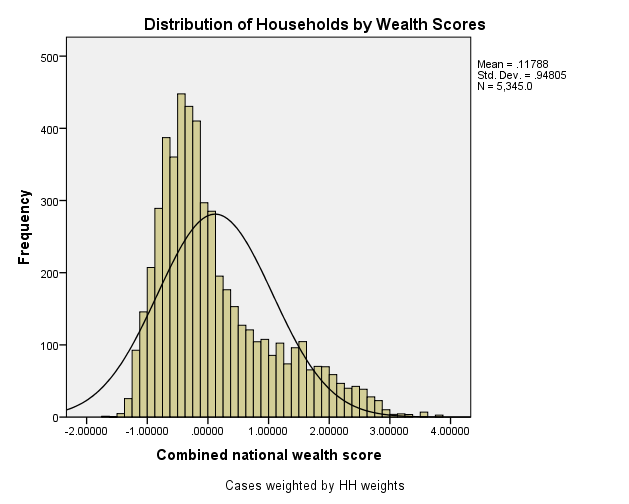 Distribution of Households by Wealth Scores
Mean = .11788
Std. Dev. = .94805
N = 5,345.0
500
400
300
200
100
0
Frequency
-2.00000 -1.00000 .00000 1.00000 2.00000 3.00000 4.00000
Combined national wealth score
Cases weighted by HH weights